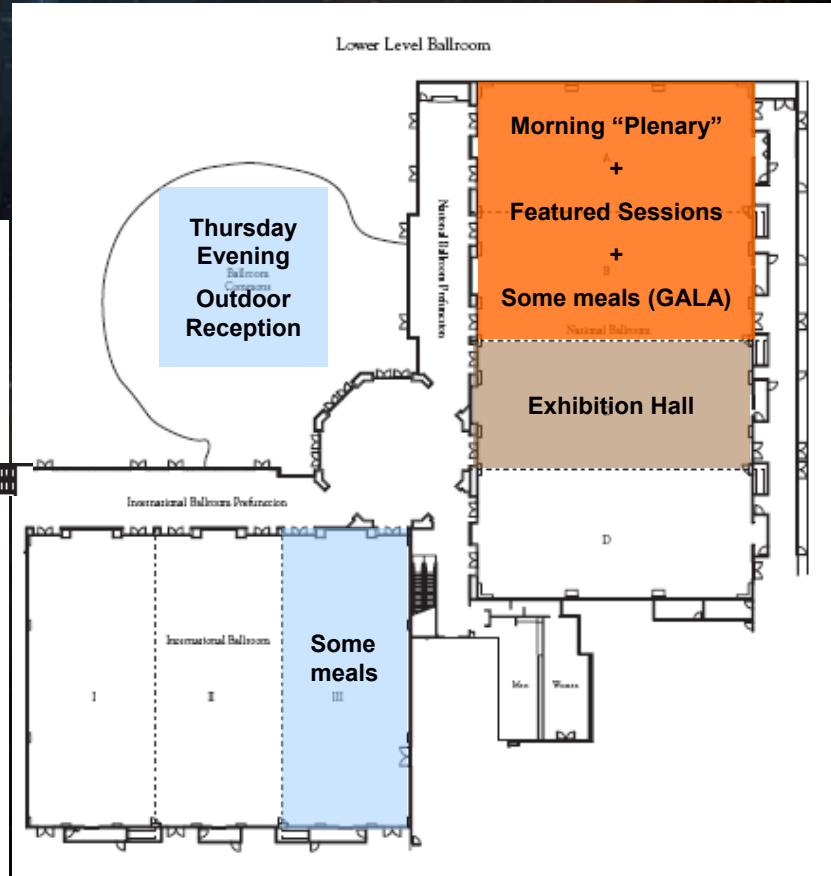 Lower Level Ballroom
Morning “Plenary”
A
+
Featured Sessions
+
B
Some meals (GALA)
National Ballroom
National Ballroom Prefunction
Thursday
Evening
Ballroom
Commons
Outdoor
Reception
Exhibition Hall
International Ballroom Prefunction
D
International Ballroom
Some
meals
I
II
III
Men
Women